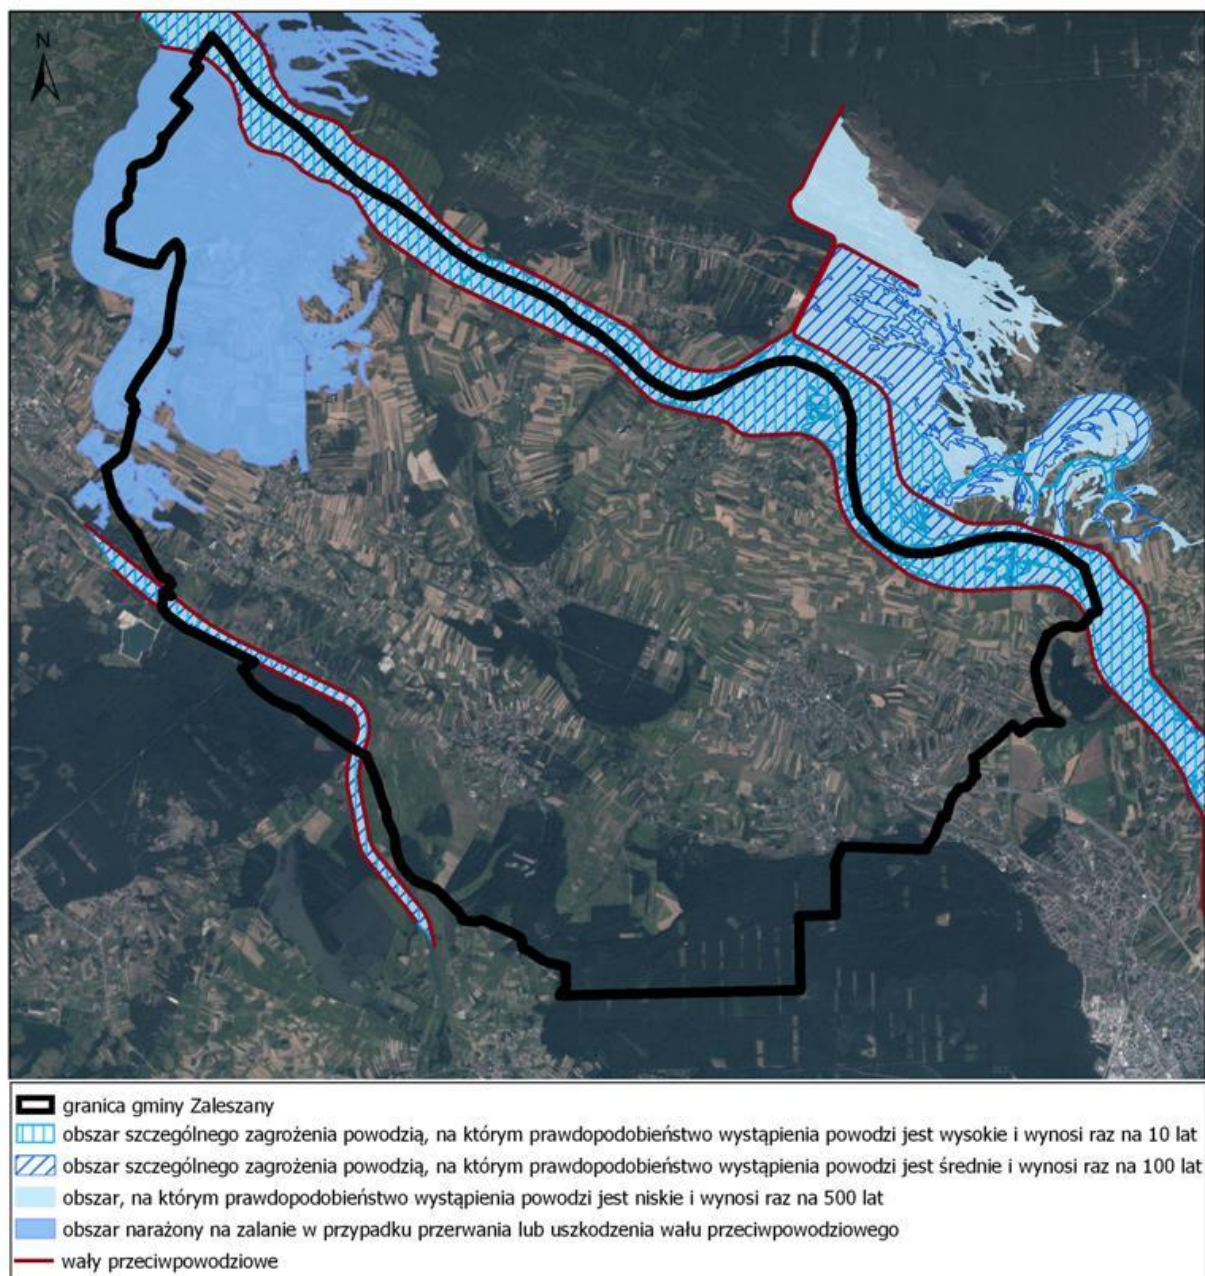 N
granica gminy Zaleszany
obszar szczególnego zagrożenia powodzią, na którym prawdopodobieństwo wystąpienia powodzi jest wysokie i wynosi raz na 10 lat
obszar szczególnego zagrożenia powodzią, na którym prawdopodobieństwo wystąpienia powodzi jest średnie i wynosi raz na 100 lat
obszar, na którym prawdopodobieństwo wystąpienia powodzi jest niskie i wynosi raz na 500 lat
obszar narażony na zalanie w przypadku przerwania lub uszkodzenia wału przeciwpowodziowego
wały przeciwpowodziowe